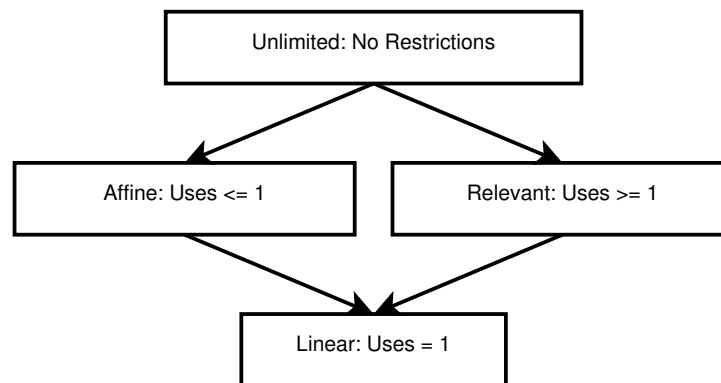 Unlimited: No Restrictions
Affine: Uses <= 1
Relevant: Uses >= 1
Linear: Uses = 1